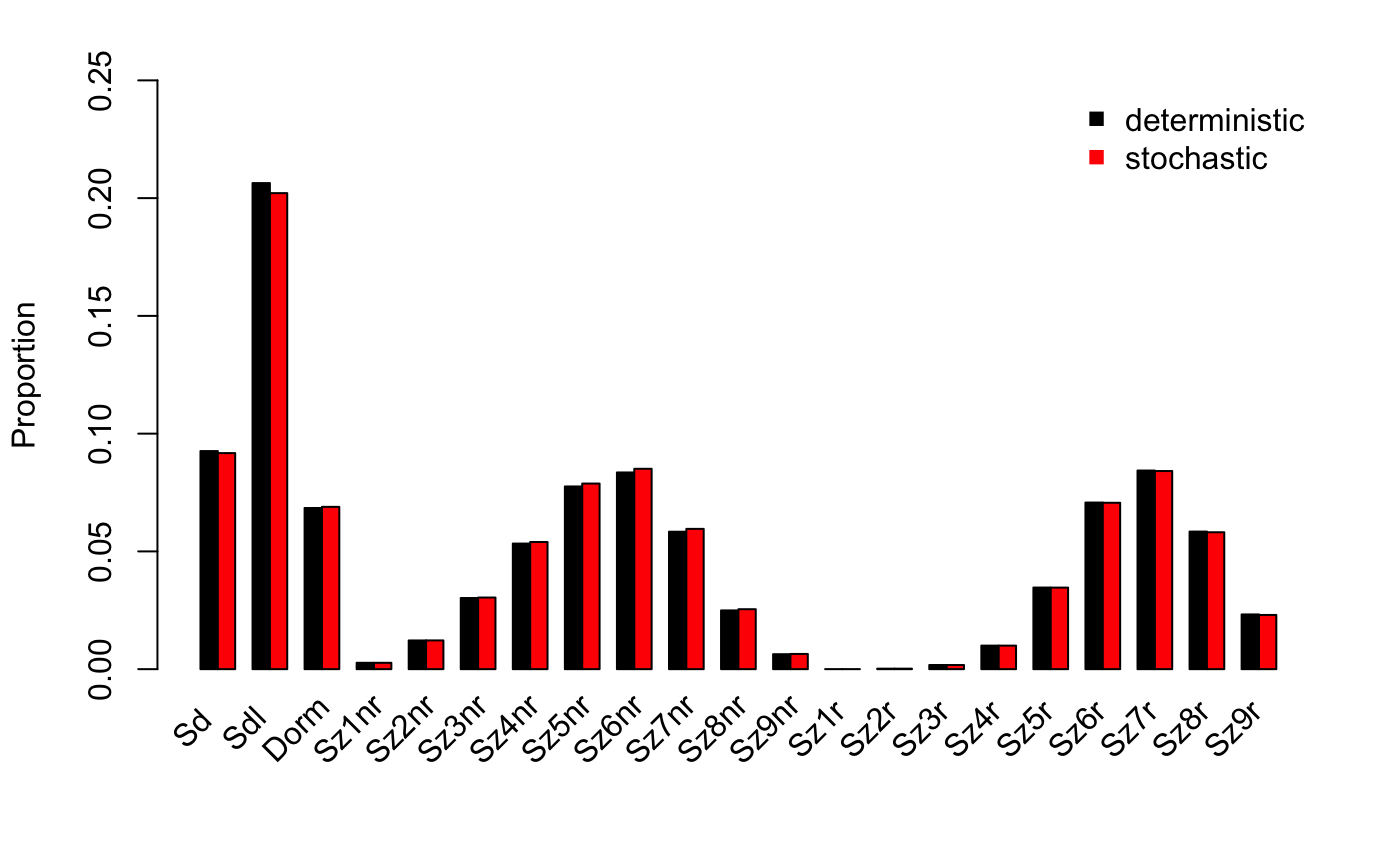 0.25
0.20
0.15
0.10
0.05
0.00
Proportion
deterministic
stochastic
Sd
Sdl
Dorm
Sz1nr
Sz2nr
Sz3nr
Sz4nr
Sz5nr
Sz6nr
Sz7nr
Sz8nr
Sz9nr
Sz1r
Sz2r
Sz3r
Sz4r
Sz5r
Sz6r
Sz7r
Sz8r
Sz9r